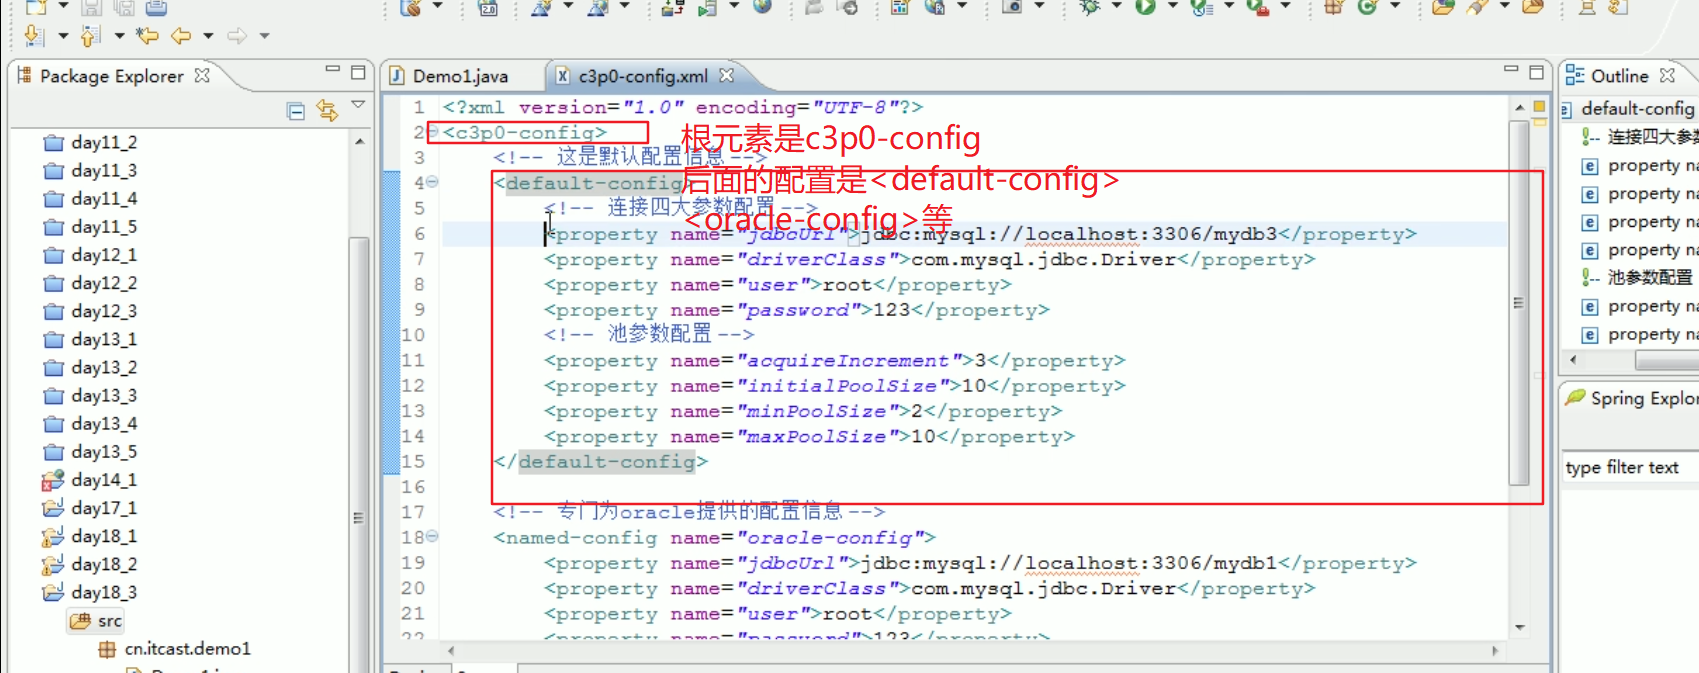 Package Explorer
Demo1.java
c3p0-config.xml
Outline
day11_2
day11_3
day11_4
day11_5
day12_1
day12_2
day12_3
day13_1
day13_2
day13_3
day13_4
day13_5
day14_1
day17_1
day18_1
day18_2
day18_3
src
cn.itcast.demo1
1 <?xml version="1.0" encoding="UTF-8"?>
2 <c3p0-config>
根元素是c3p0-config
3 <!-- 这是默认配置信息 -->
后面的配置是<default-config>
4 <default-config>
<oracle-config>等
5 <!-- 连接四大参数配置 -->
6 <property name="jdbcUrl">jdbc:mysql://localhost:3306/mydb3</property>
7 <property name="driverClass">com.mysql.jdbc.Driver</property>
8 <property name="user">root</property>
9 <property name="password">123</property>
10 <!-- 池参数配置 -->
11 <property name="acquireIncrement">3</property>
12 <property name="initialPoolSize">10</property>
13 <property name="minPoolSize">2</property>
14 <property name="maxPoolSize">10</property>
15 </default-config>
16
17 <!-- 专门为oracle提供的配置信息 -->
18 <named-config name="oracle-config">
19 <property name="jdbcUrl">jdbc:mysql://localhost:3306/mydb1</property>
20 <property name="driverClass">com.mysql.jdbc.Driver</property>
21 <property name="user">root</property>
22 <property name="password">123</property>
default-config
连接四大参数
property na
property na
property na
property na
池参数配置
property na
property na
Spring Explor
type filter text